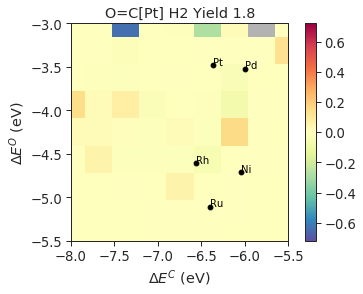 O=C[Pt] H2 Yield 1.8
−3.0
−3.5
−4.0
−4.5
−5.0
−5.5
ΔE^O (eV)
Pt
Pd
Rh
Ni
Ru
−8.0 −7.5 −7.0 −6.5 −6.0 −5.5
ΔE^C (eV)
0.6
0.4
0.2
0.0
−0.2
−0.4
−0.6